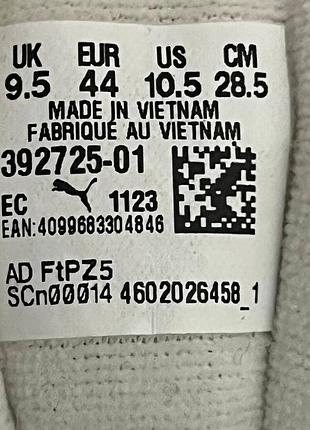 UK EUR US CM
9.5 44 10.5 28.5
MADE IN VIETNAM
FABRIQUÉ AU VIETNAM
392725-01
EC 1123
EAN:4099683304846
AD FtPZ5
SCn00014 4602026458_1